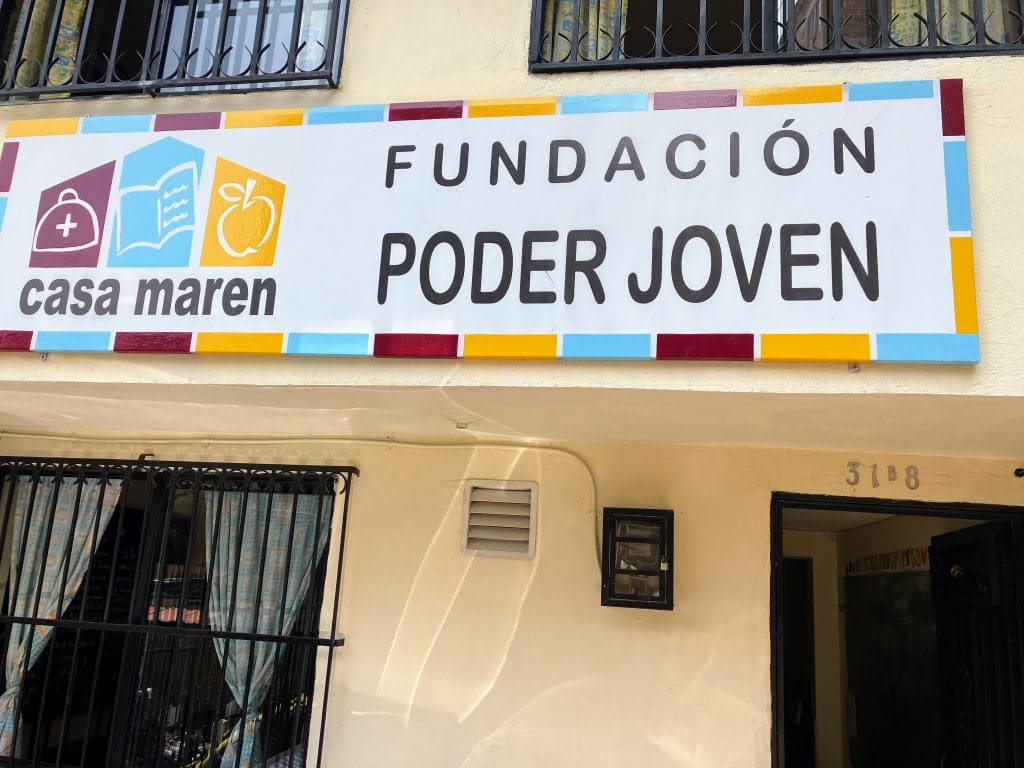 casa maren
FUNDACIÓN
PODER JOVEN
31B8